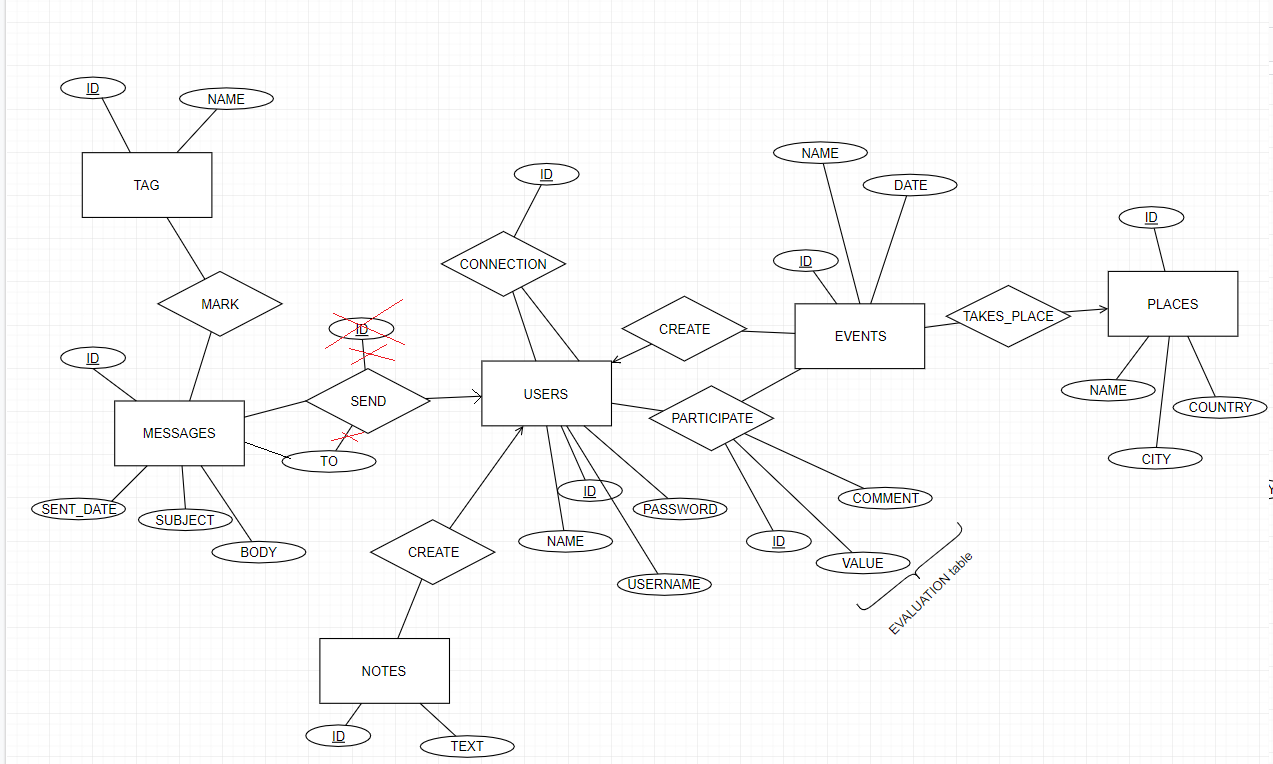 ID
NAME
TAG
MARK
ID
MESSAGES
SENT_DATE
SUBJECT
BODY
ID
SEND
TO
ID
CONNECTION
USERS
NAME
ID
USERNAME
PASSWORD
CREATE
NOTES
ID
TEXT
CREATE
PARTICIPATE
ID
VALUE
COMMENT
EVALUATION table
NAME
DATE
ID
EVENTS
TAKES_PLACE
ID
PLACES
NAME
CITY
COUNTRY